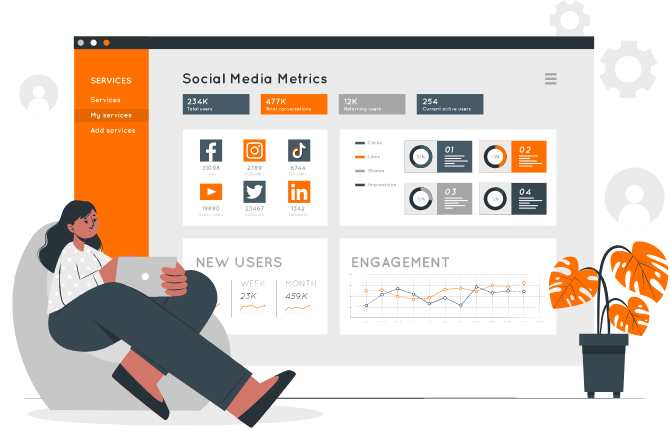 SERVICES
Services
My services
Add services
Social Media Metrics
234K
Total users
477K
Total conversations
12K
Returning users
254
Current active users
31098
2789
6744
19890
23467
1342
Clicks
Likes
Shares
Impressions
01
02
03
04
NEW USERS
WEEK
23K
MONTH
459K
ENGAGEMENT